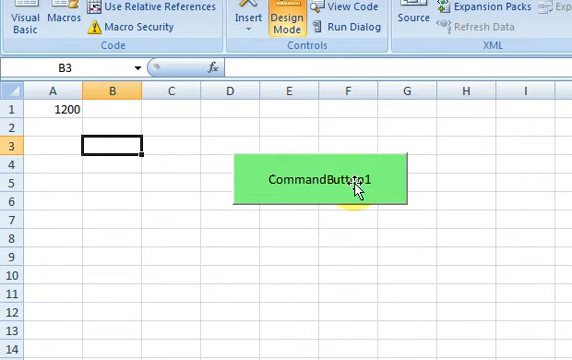 Visual Basic
Macros
Use Relative References
Macro Security
Code
Insert
Design Mode
View Code
Run Dialog
Controls
Source
Expansion Packs
Refresh Data
XML
B3
fx
A B C D E F G H I
1 1200
2
3
4
CommandButton1
5
6
7
8
9
10
11
12
13
14